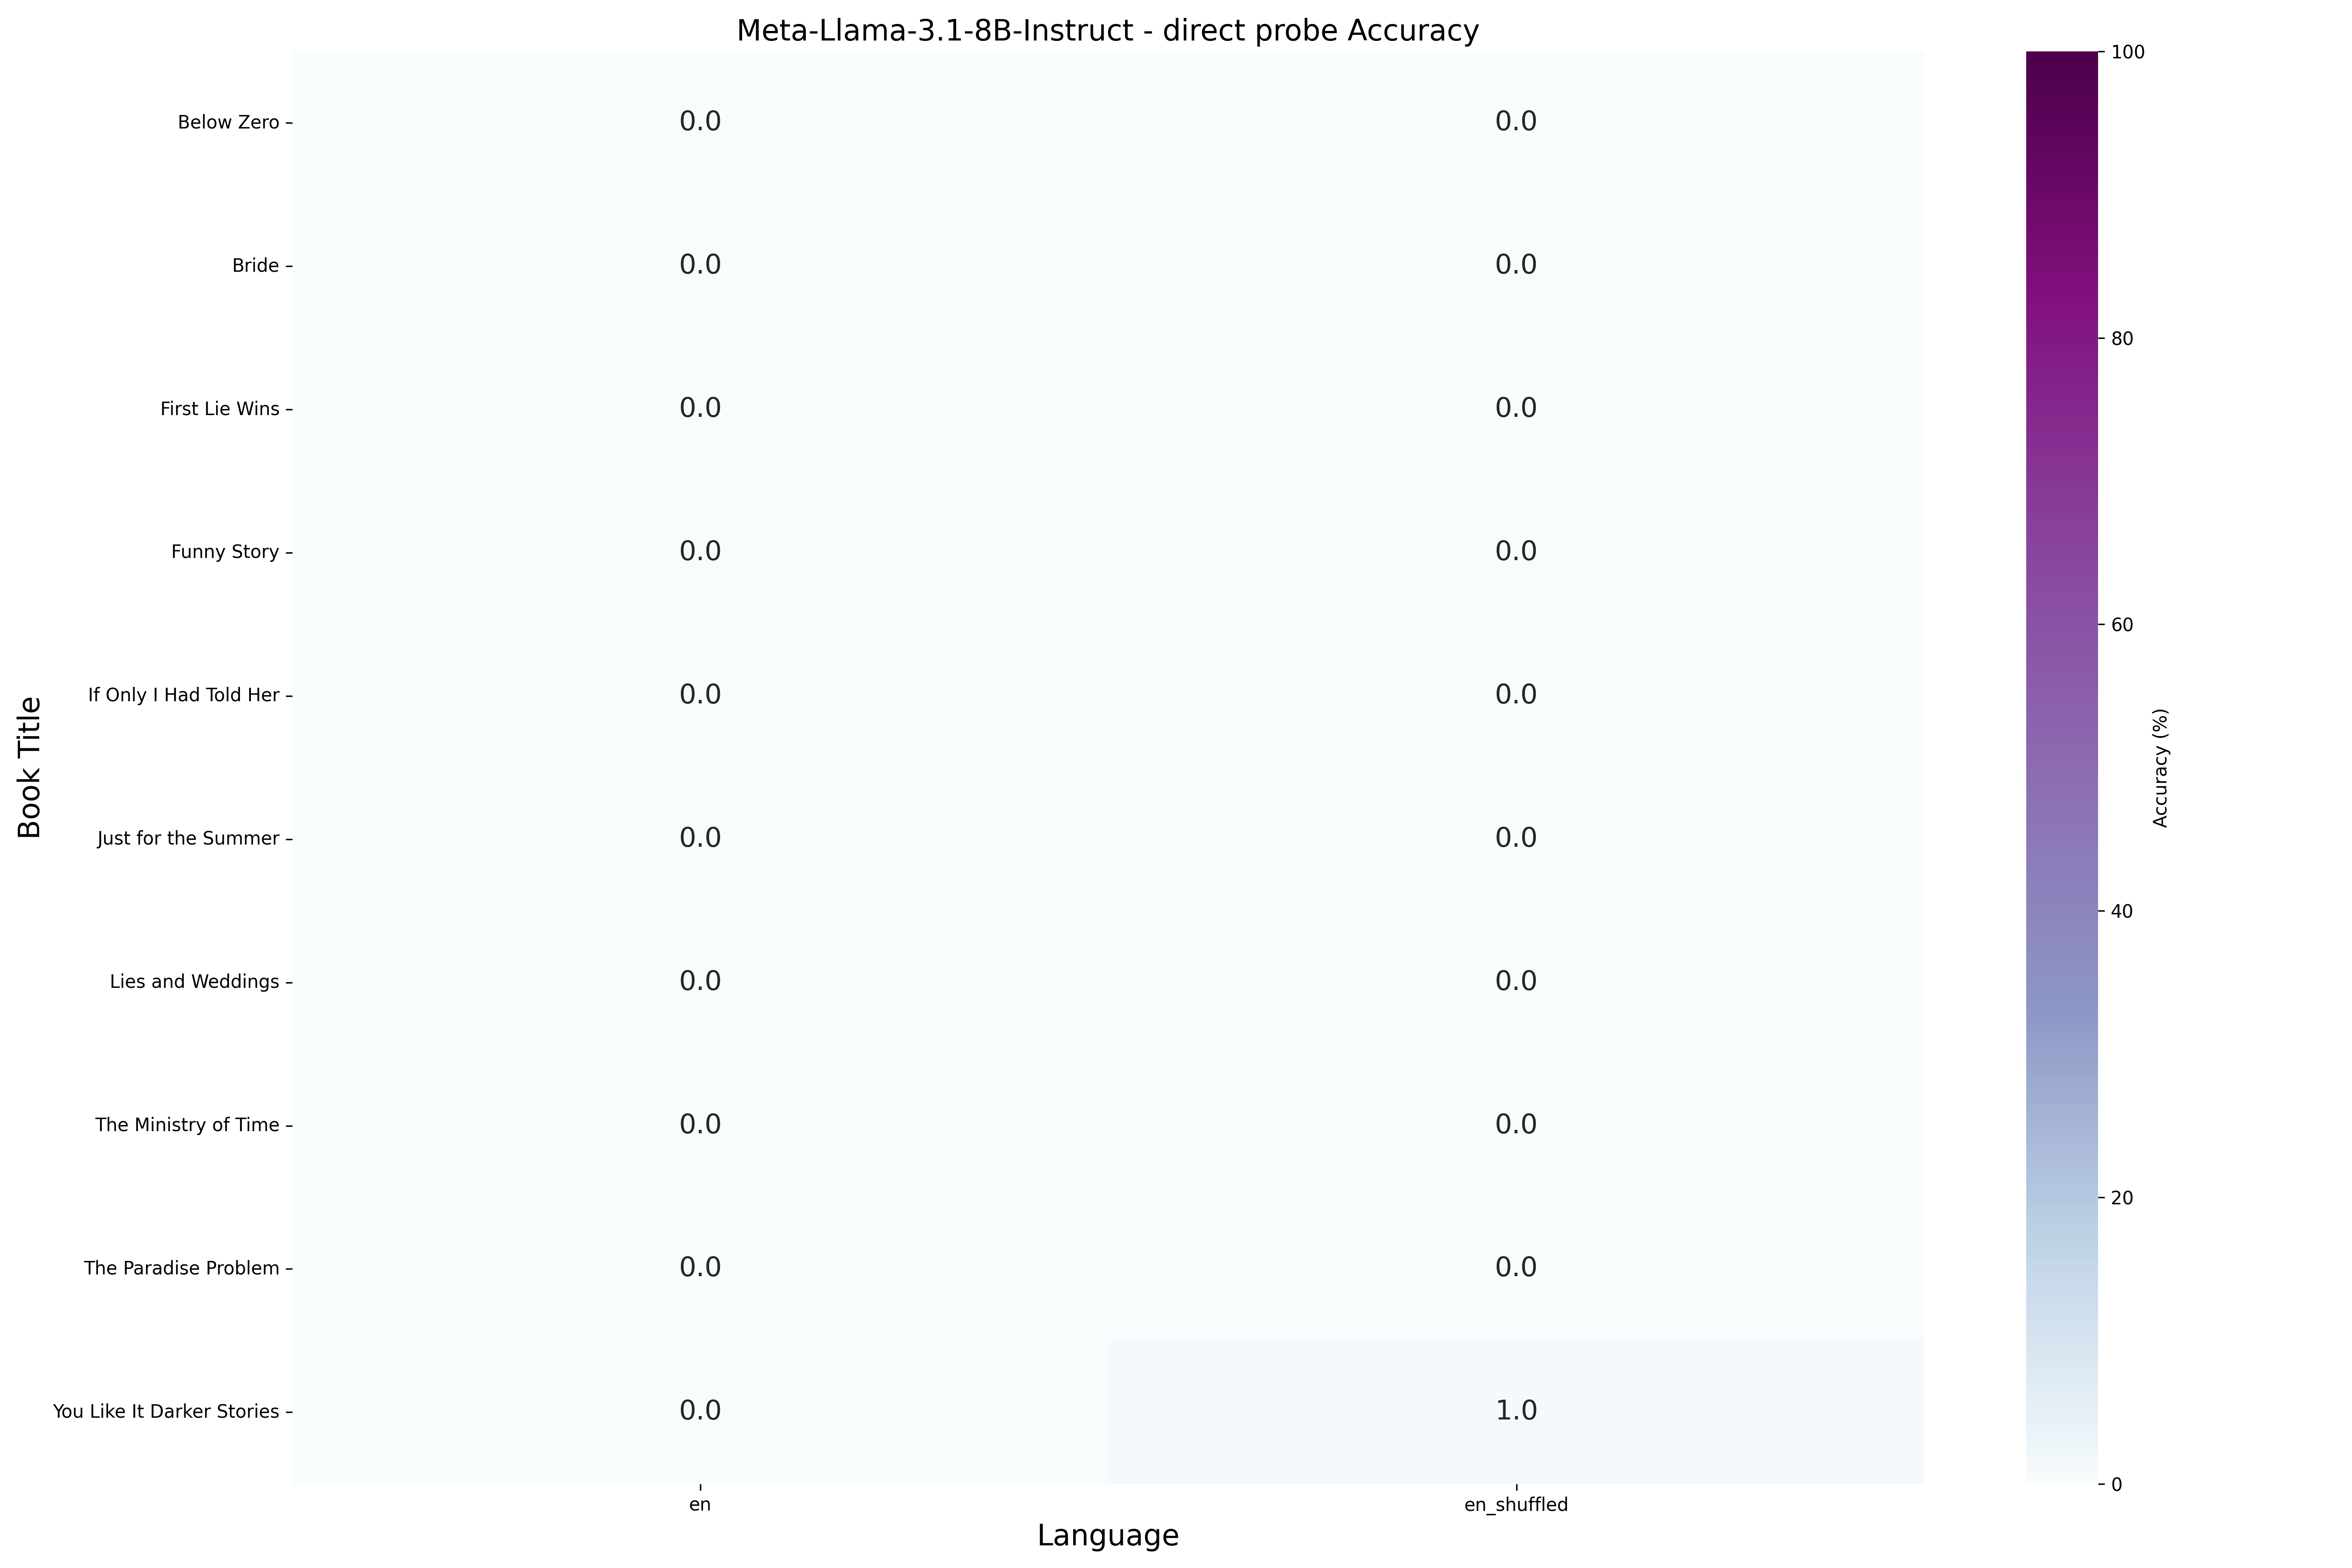 Meta-Llama-3.1-8B-Instruct - direct probe Accuracy
Book Title
Below Zero 0.0 0.0
Bride 0.0 0.0
First Lie Wins 0.0 0.0
Funny Story 0.0 0.0
If Only I Had Told Her 0.0 0.0
Just for the Summer 0.0 0.0
Lies and Weddings 0.0 0.0
The Ministry of Time 0.0 0.0
The Paradise Problem 0.0 0.0
You Like It Darker Stories 0.0 1.0
en en_shuffled
Language
100
80
60
40
20
0
Accuracy (%)